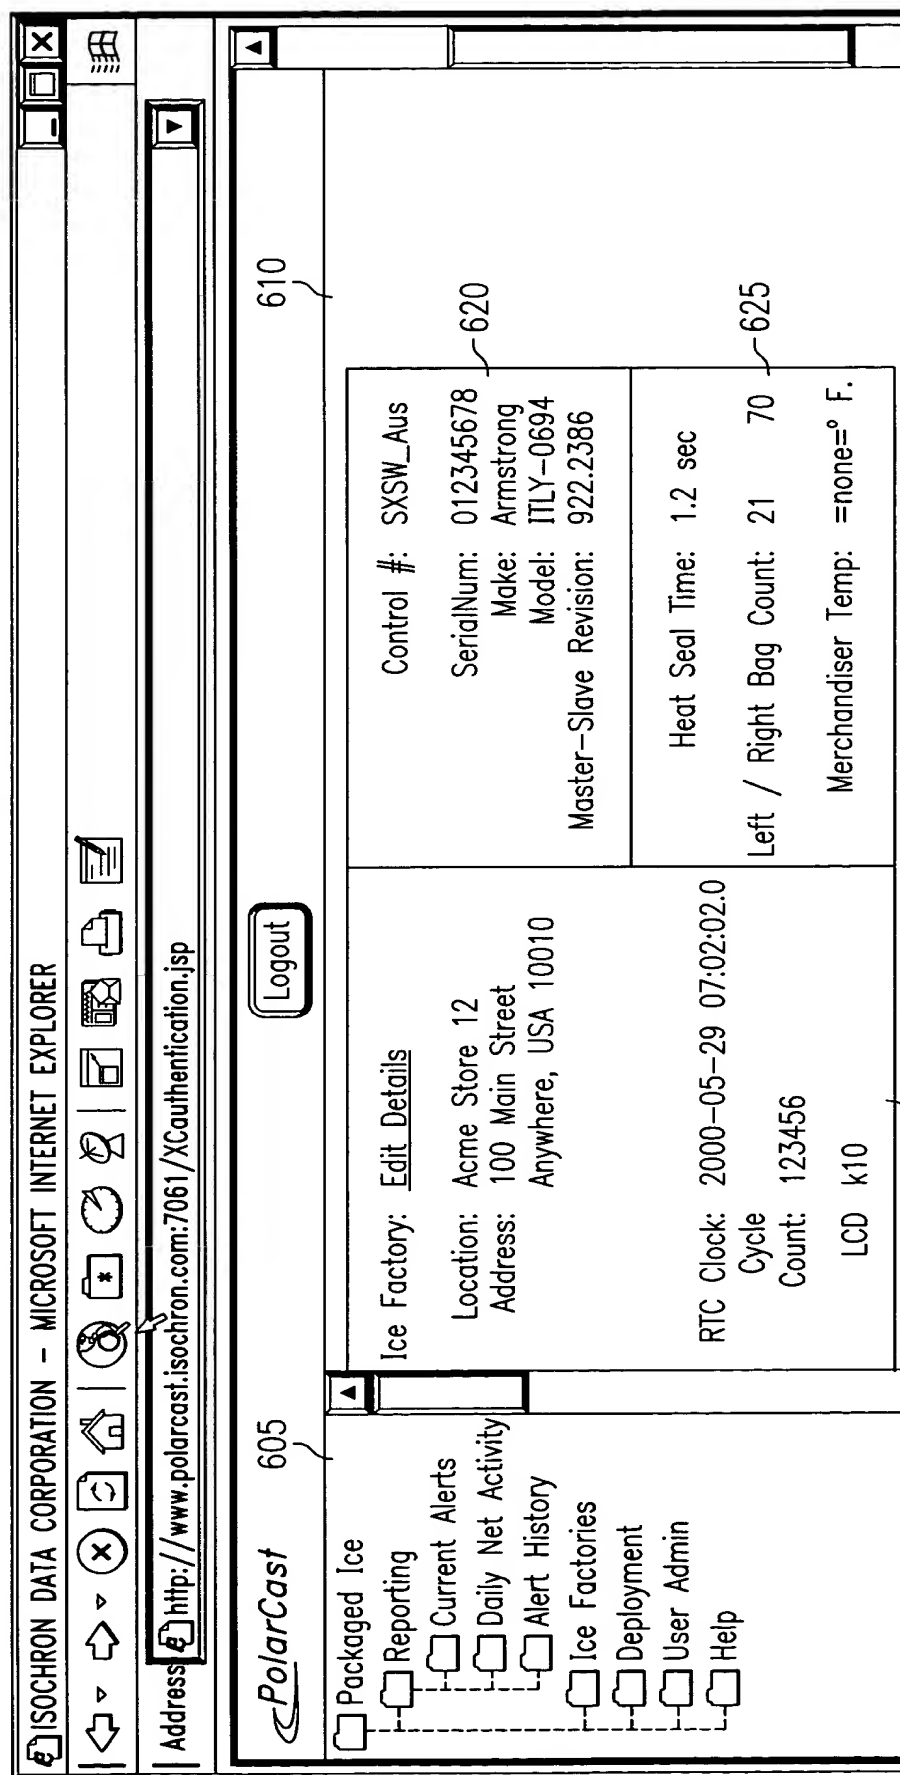 ISOCHRON DATA CORPORATION – MICROSOFT INTERNET EXPLORER
Address http://www.polarcast.isochron.com:7061/XCauthentication.jsp
PolarCast
Logout
605
610
Packaged Ice
Reporting
Current Alerts
Daily Net Activity
Alert History
Ice Factories
Deployment
User Admin
Help
Ice Factory: Edit Details
Location: Acme Store 12
Address: 100 Main Street
Anywhere, USA 10010
RTC Clock: 2000–05–29 07:02:02.0
Cycle
Count: 123456
LCD k10
Control #: SXSW_Aus
SerialNum: 012345678
Make: Armstrong
Model: ITLY–0694
Master–Slave Revision: 922.2386
620
Heat Seal Time: 1.2 sec
Left / Right Bag Count: 21 70
Merchandiser Temp: =none=° F.
625